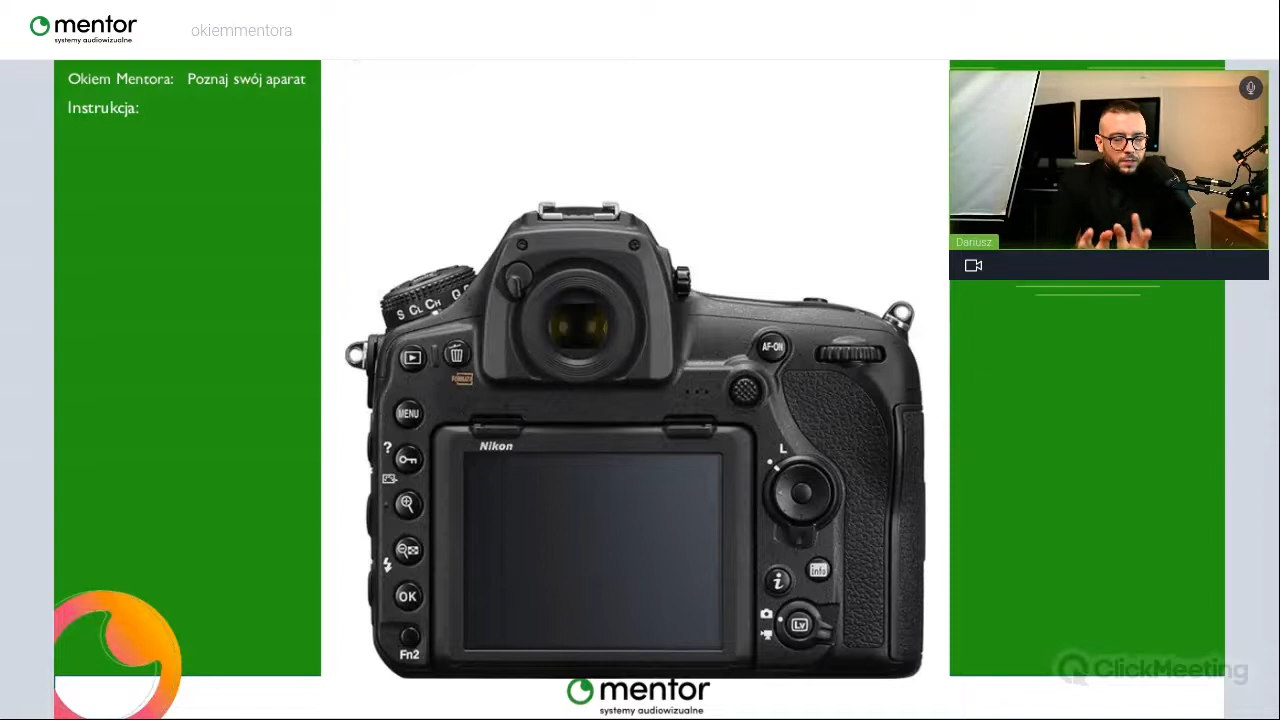 mentor
systemy audiowizualne
okiemmentora
Okiem Mentora: Poznaj swój aparat
Instrukcja:
Dariusz
S CL CH Q
AF-ON
MENU
Nikon
L
?
info
i
OK
Lv
Fn2
ClickMeeting
mentor
systemy audiowizualne